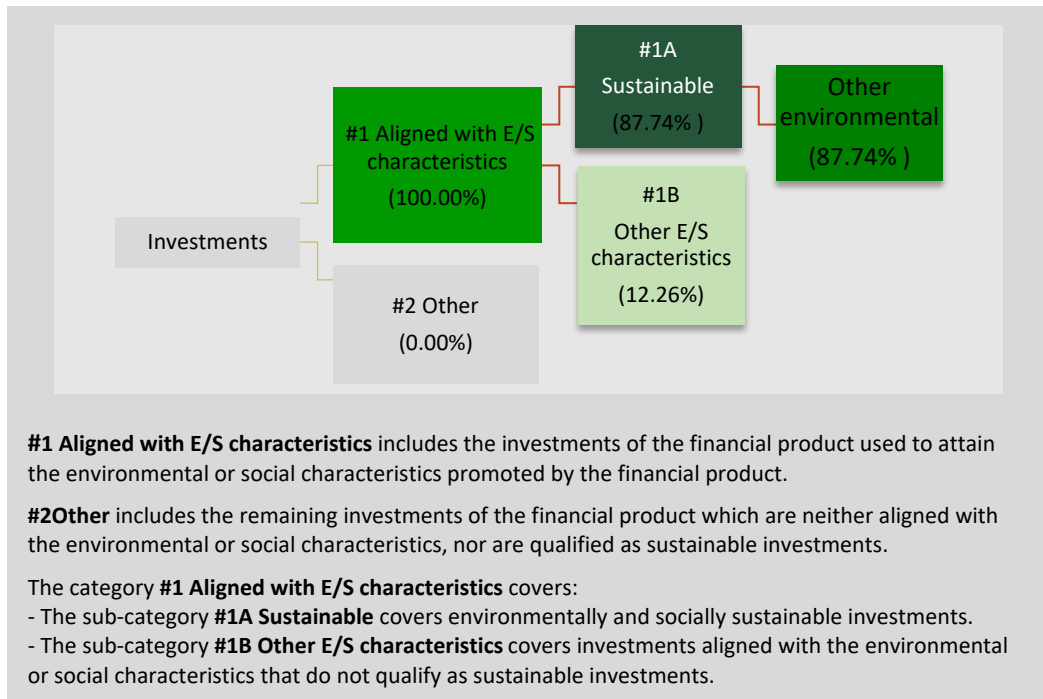 #1A
Sustainable
(87.74% )
Other
environmental
(87.74% )
#1 Aligned with E/S
characteristics
(100.00%)
#1B
Other E/S
characteristics
(12.26%)
Investments
#2 Other
(0.00%)
#1 Aligned with E/S characteristics includes the investments of the financial product used to attain
the environmental or social characteristics promoted by the financial product.
#2Other includes the remaining investments of the financial product which are neither aligned with
the environmental or social characteristics, nor are qualified as sustainable investments.
The category #1 Aligned with E/S characteristics covers:
- The sub-category #1A Sustainable covers environmentally and socially sustainable investments.
- The sub-category #1B Other E/S characteristics covers investments aligned with the environmental
or social characteristics that do not qualify as sustainable investments.